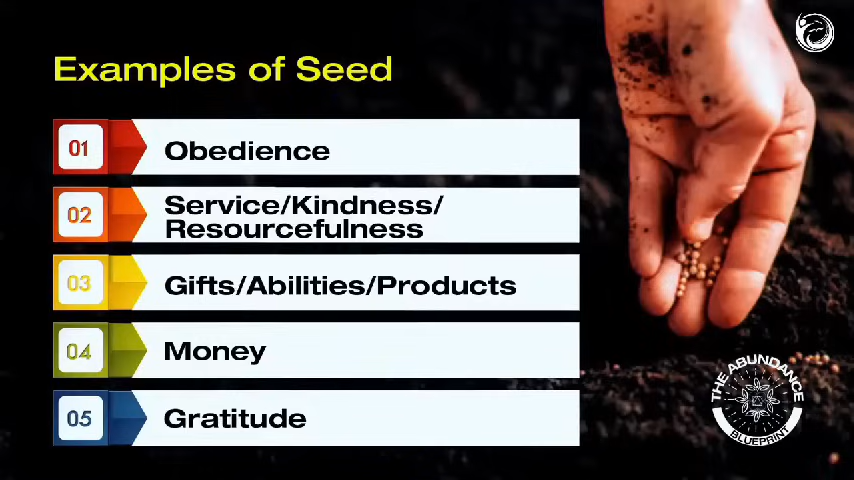 Examples of Seed
01
Obedience
02
Service/Kindness/
Resourcefulness
03
Gifts/Abilities/Products
04
Money
05
Gratitude
THE ABUNDANCE
BLUEPRINT